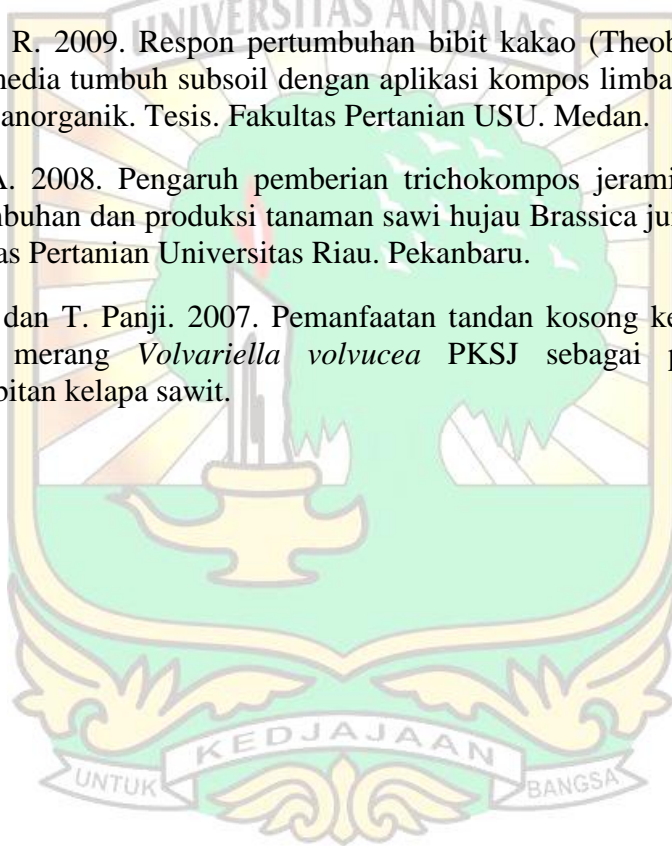 UNIVERSITAS ANDALAS
R. 2009. Respon pertumbuhan bibit kakao (Theob
media tumbuh subsoil dengan aplikasi kompos limba
anorganik. Tesis. Fakultas Pertanian USU. Medan.
A. 2008. Pengaruh pemberian trichokompos jerami
mbuhan dan produksi tanaman sawi hujau Brassica ju
as Pertanian Universitas Riau. Pekanbaru.
dan T. Panji. 2007. Pemanfaatan tandan kosong ke
merang Volvariella volvucea PKSJ sebagai p
bitan kelapa sawit.
UNTUK KEDJAJAAN BANGSA